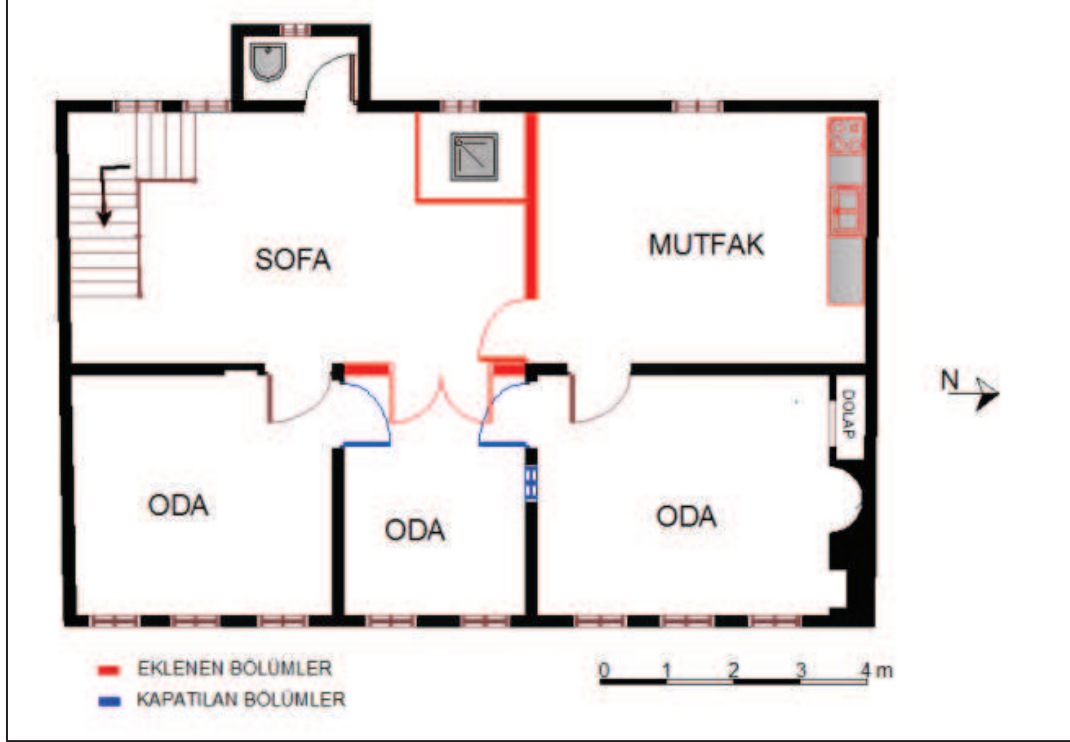 SOFA
MUTFAK
N
DOLAP
ODA
ODA
ODA
EKLENEN BÖLÜMLER
KAPATILAN BÖLÜMLER
0 1 2 3 4 m